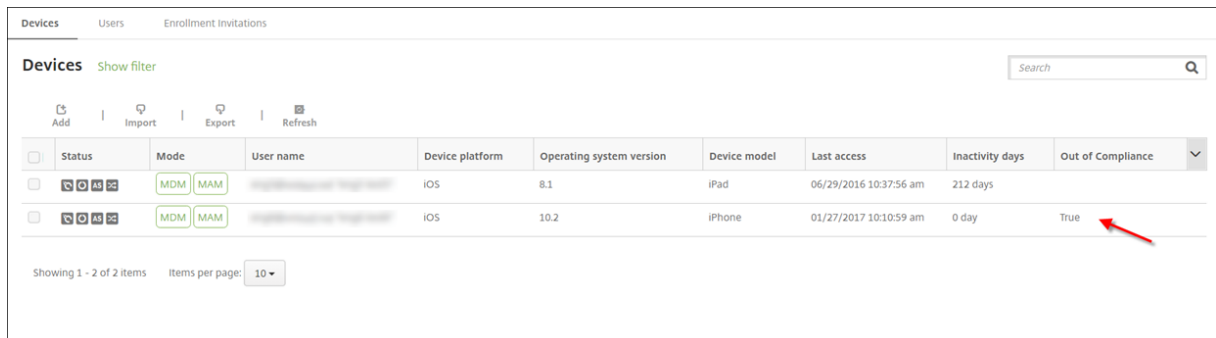 Devices Users Enrollment Invitations
Devices Show filter
Search
Add | Import | Export | Refresh
Status Mode User name Device platform Operating system version Device model Last access Inactivity days Out of Compliance
AS MDM MAM iOS 8.1 iPad 06/29/2016 10:37:56 am 212 days
AS MDM MAM iOS 10.2 iPhone 01/27/2017 10:10:59 am 0 day True
Showing 1 - 2 of 2 items Items per page: 10